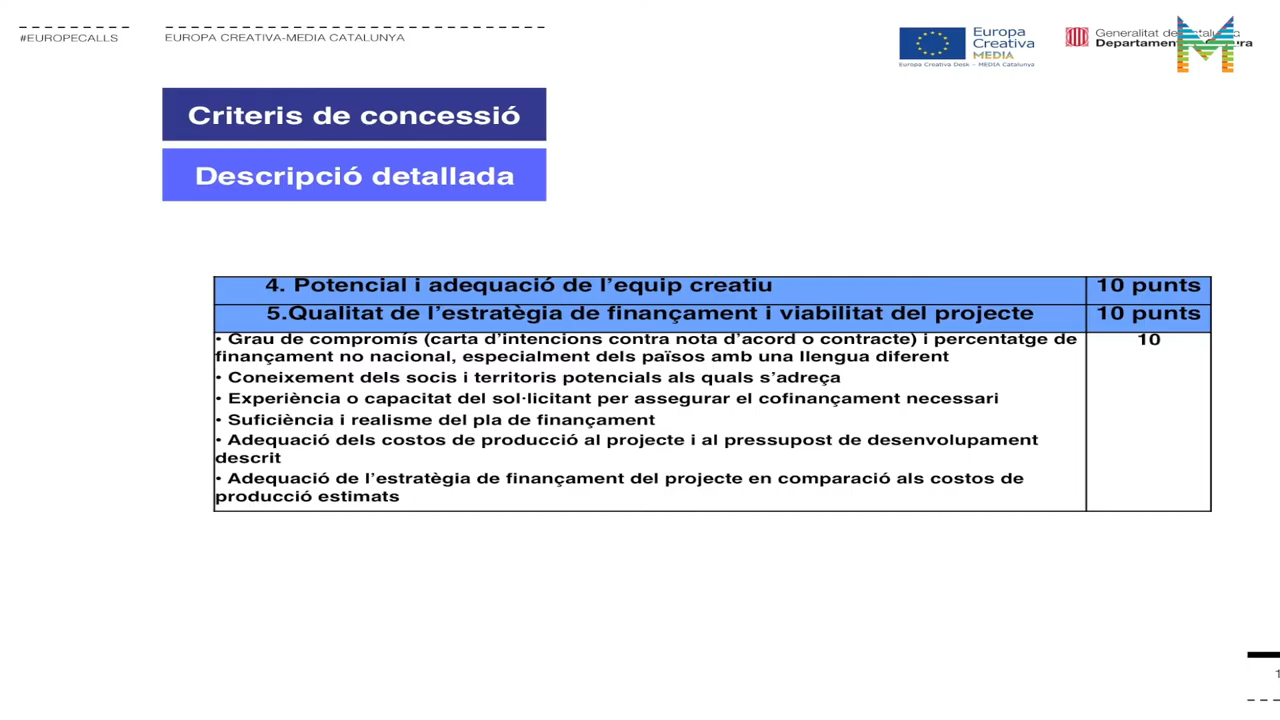 #EUROPECALLS
EUROPA CREATIVA-MEDIA CATALUNYA
Europa
Creativa
MEDIA
Europa Creativa Desk – MEDIA Catalunya
Generalitat de
Criteris de concessió
Descripció detallada
4. Potencial i adequació de l’equip creatiu
10 punts
5.Qualitat de l’estratègia de finançament i viabilitat del projecte
10 punts
• Grau de compromís (carta d’intencions contra nota d’acord o contracte) i percentatge de
finançament no nacional, especialment dels països amb una llengua diferent
10
• Coneixement dels socis i territoris potencials als quals s’adreça
• Experiència o capacitat del sol·licitant per assegurar el cofinançament necessari
• Suficiència i realisme del pla de finançament
• Adequació dels costos de producció al projecte i al pressupost de desenvolupament
descrit
• Adequació de l’estratègia de finançament del projecte en comparació als costos de
producció estimats